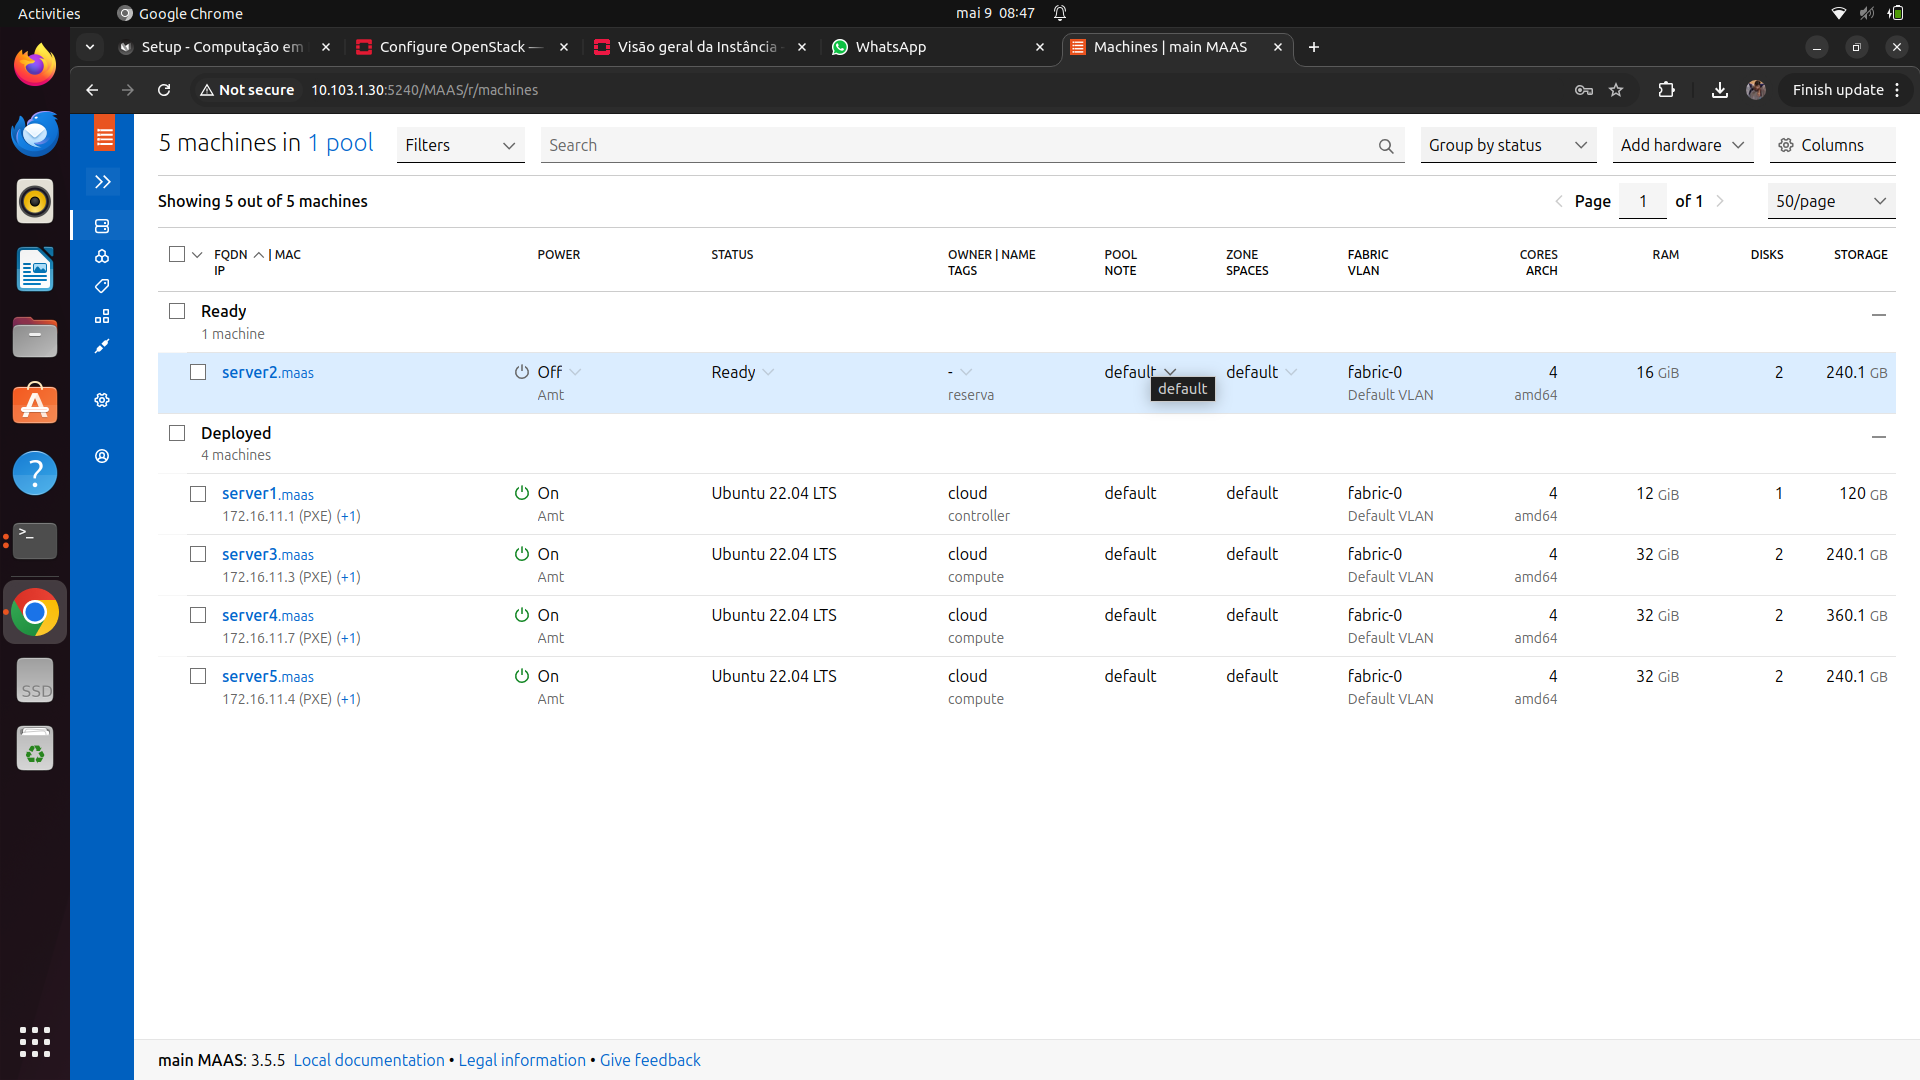 Activities
Google Chrome
mai 9 08:47
Setup - Computação em
Configure OpenStack —
Visão geral da Instância
WhatsApp
Machines | main MAAS
Not secure
10.103.1.30:5240/MAAS/r/machines
Finish update
5 machines in 1 pool
Filters
Search
Group by status
Add hardware
Columns
Showing 5 out of 5 machines
Page 1 of 1
50/page
FQDN | MAC
IP
POWER
STATUS
OWNER | NAME
TAGS
POOL
NOTE
ZONE
SPACES
FABRIC
VLAN
CORES
ARCH
RAM
DISKS
STORAGE
Ready
1 machine
server2.maas Off Ready - default default fabric-0 4 16 GiB 2 240.1 GB
Amt reserva Default VLAN amd64
default
Deployed
4 machines
server1.maas On Ubuntu 22.04 LTS cloud default default fabric-0 4 12 GiB 1 120 GB
172.16.11.1 (PXE) (+1) Amt controller Default VLAN amd64
server3.maas On Ubuntu 22.04 LTS cloud default default fabric-0 4 32 GiB 2 240.1 GB
172.16.11.3 (PXE) (+1) Amt compute Default VLAN amd64
server4.maas On Ubuntu 22.04 LTS cloud default default fabric-0 4 32 GiB 2 360.1 GB
172.16.11.7 (PXE) (+1) Amt compute Default VLAN amd64
server5.maas On Ubuntu 22.04 LTS cloud default default fabric-0 4 32 GiB 2 240.1 GB
172.16.11.4 (PXE) (+1) Amt compute Default VLAN amd64
SSD
main MAAS: 3.5.5 Local documentation • Legal information • Give feedback